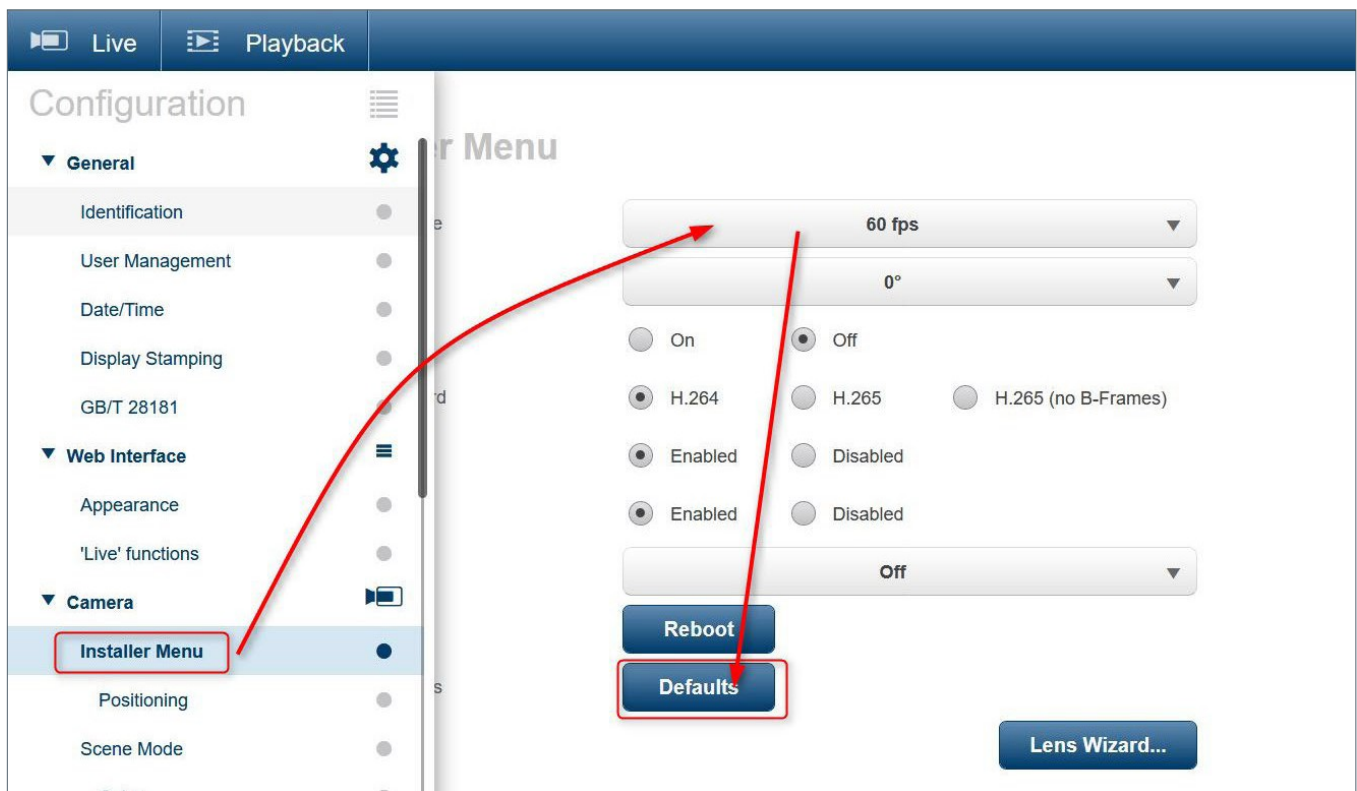 Live Playback
Configuration
General
Identification
User Management
Date/Time
Display Stamping
GB/T 28181
Web Interface
Appearance
'Live' functions
Camera
Installer Menu
Positioning
Scene Mode
r Menu
e 60 fps
0°
On Off
rd H.264 H.265 H.265 (no B-Frames)
Enabled Disabled
Enabled Disabled
Off
Reboot
s Defaults
Lens Wizard...